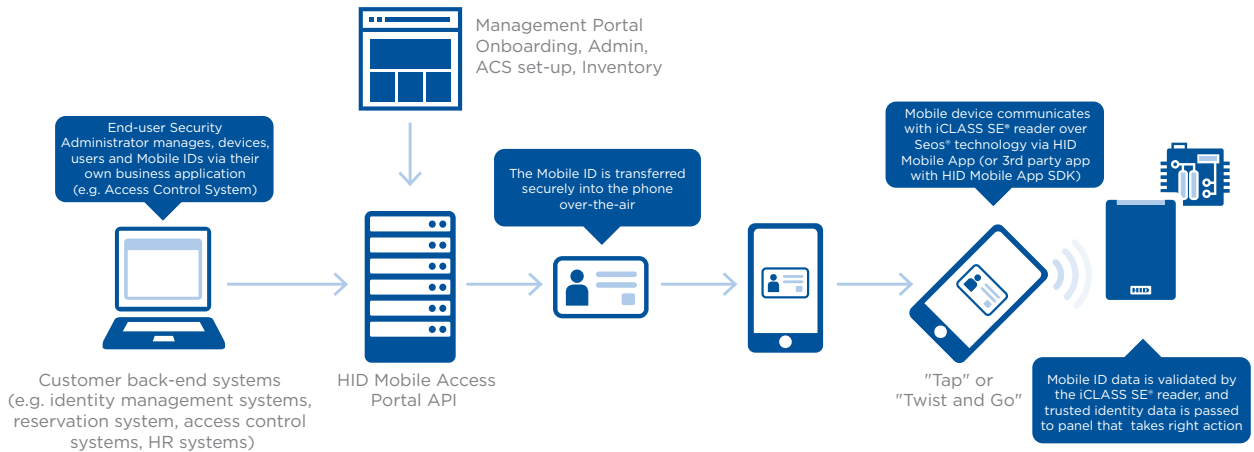 Management Portal
Onboarding, Admin,
ACS set-up, Inventory
End-user Security
Administrator manages, devices,
users and Mobile IDs via their
own business application
(e.g. Access Control System)
The Mobile ID is transferred
securely into the phone
over-the-air
Mobile device communicates
with iCLASS SE® reader over
Seos® technology via HID
Mobile App (or 3rd party app
with HID Mobile App SDK)
HID
Customer back-end systems
(e.g. identity management systems,
reservation system, access control
systems, HR systems)
HID Mobile Access
Portal API
"Tap" or
"Twist and Go"
Mobile ID data is validated by
the iCLASS SE® reader, and
trusted identity data is passed
to panel that takes right action